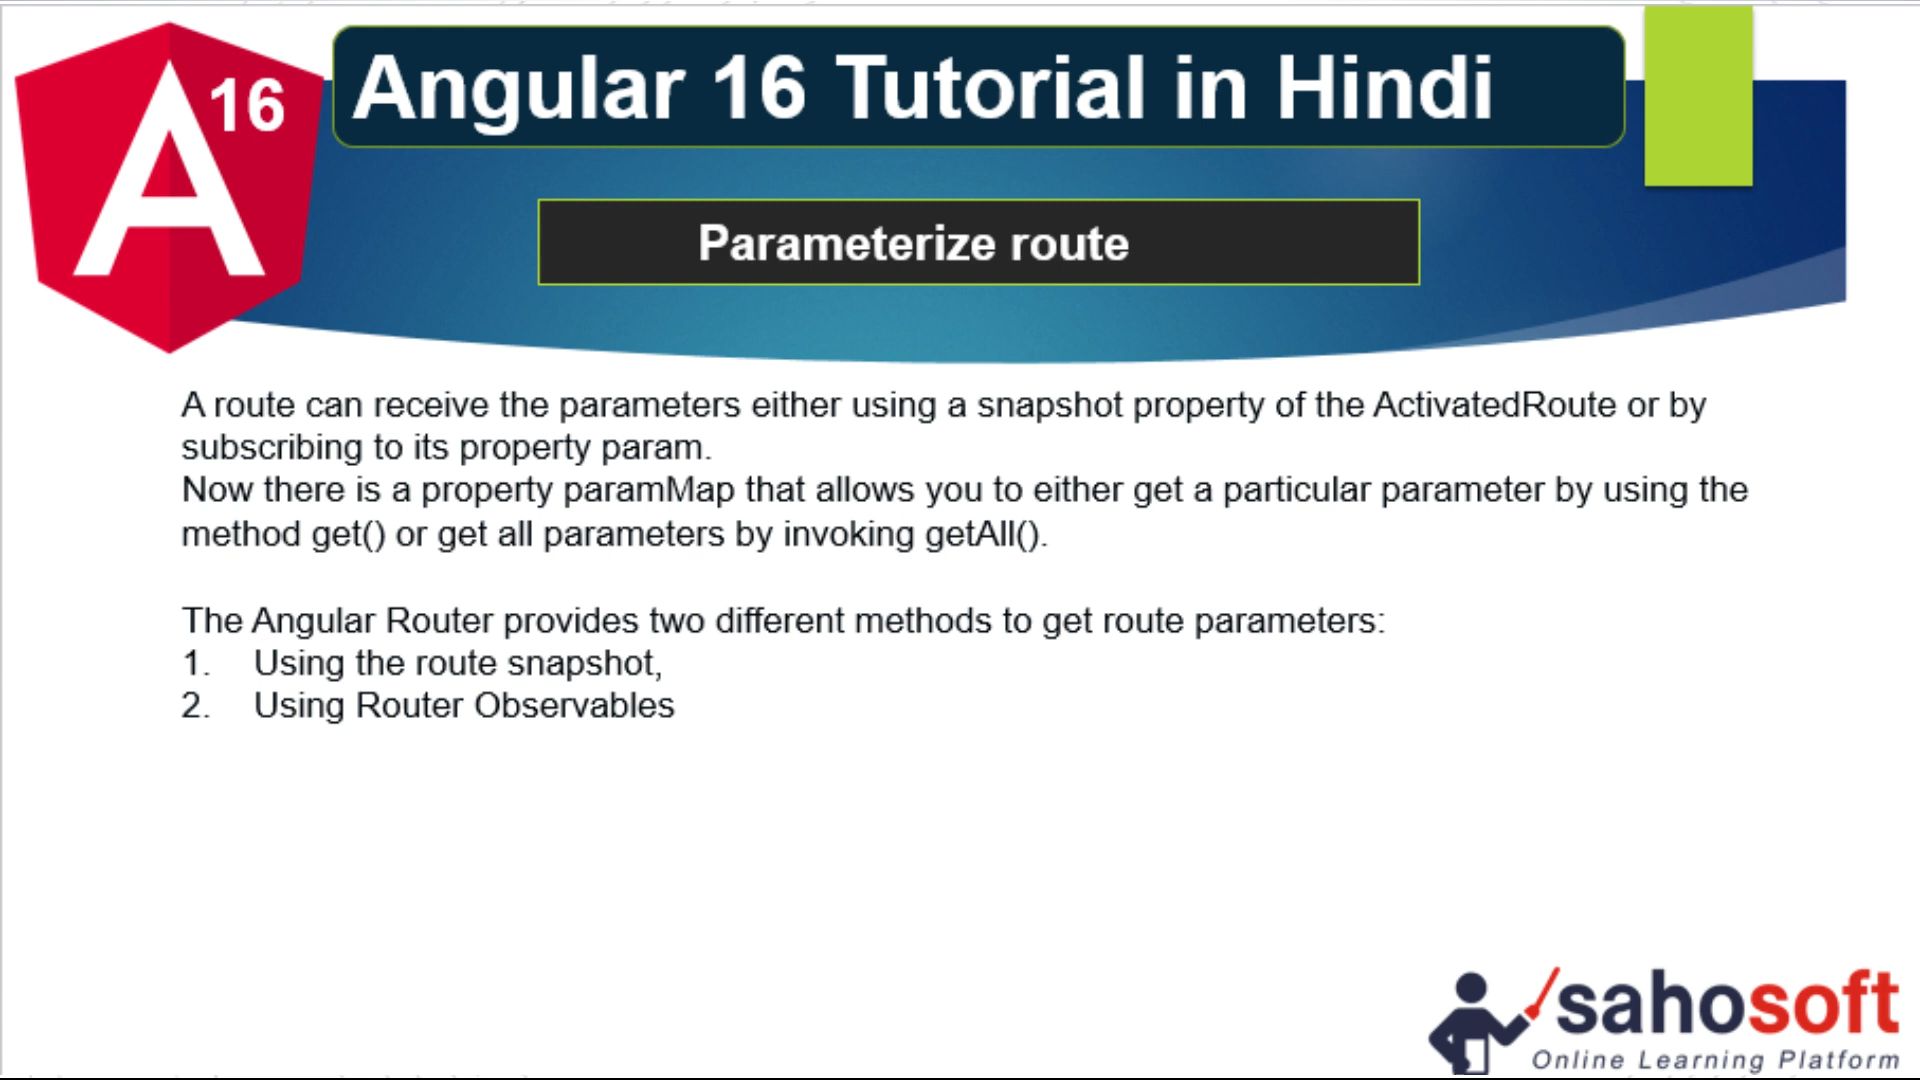 A
16
Angular 16 Tutorial in Hindi
Parameterize route
A route can receive the parameters either using a snapshot property of the ActivatedRoute or by
subscribing to its property param.
Now there is a property paramMap that allows you to either get a particular parameter by using the
method get() or get all parameters by invoking getAll().
The Angular Router provides two different methods to get route parameters:
1. Using the route snapshot,
2. Using Router Observables
sahosoft
Online Learning Platform